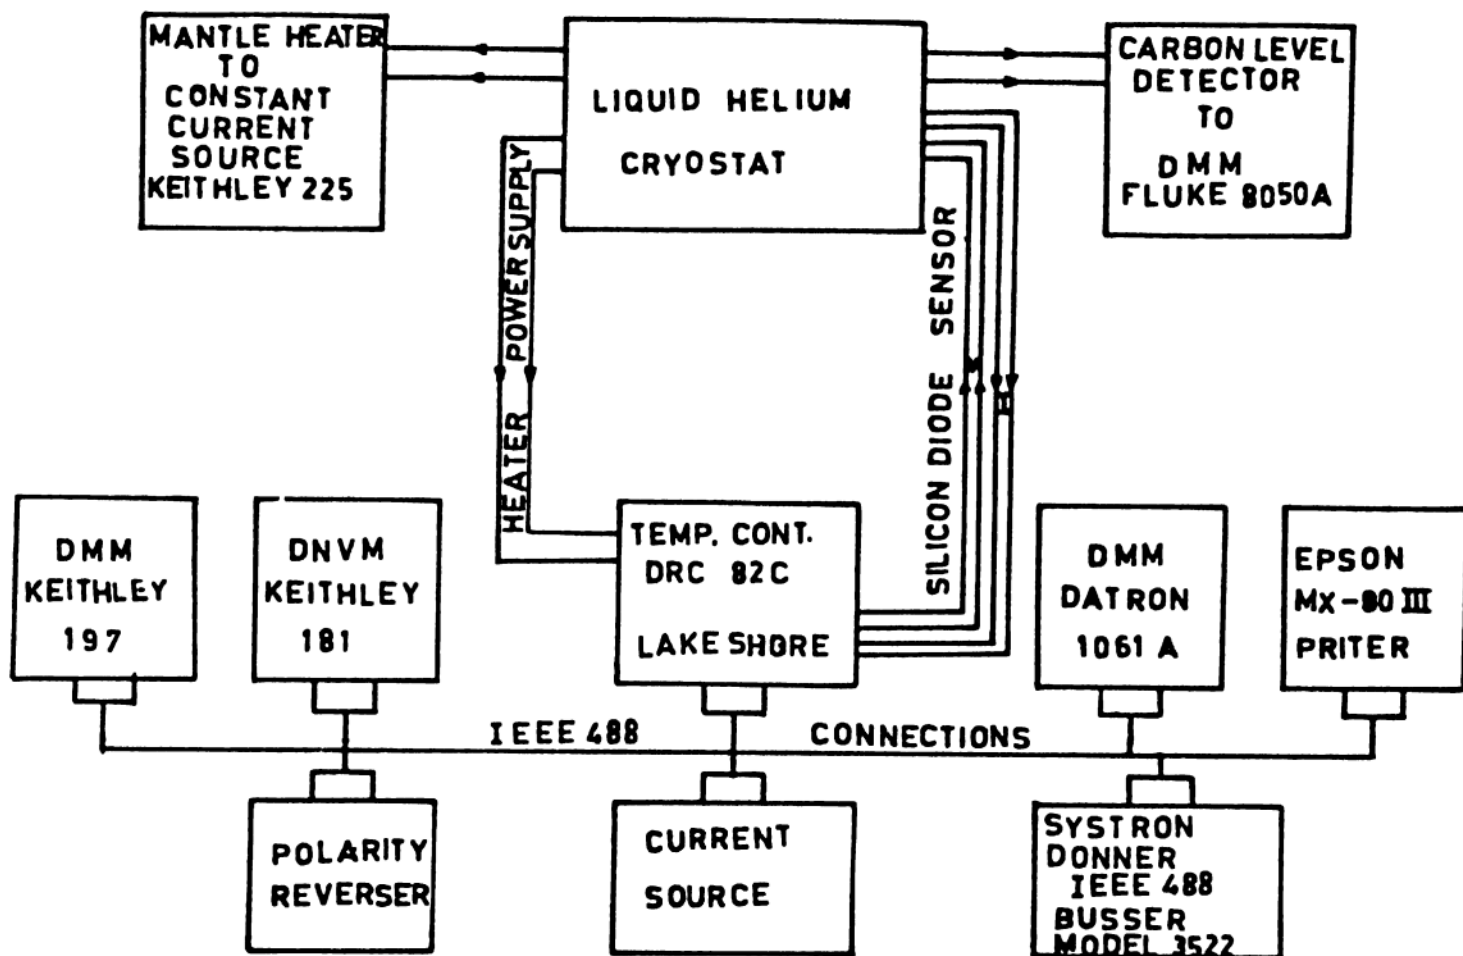 MANTLE HEATER
TO
CONSTANT
CURRENT
SOURCE
KEITHLEY 225
LIQUID HELIUM
CRYOSTAT
CARBON LEVEL
DETECTOR
TO
DMM
FLUKE 8050A
HEATER POWER SUPPLY
SILICON DIODE SENSOR
V
I
DMM
KEITHLEY
197
DNVM
KEITHLEY
181
TEMP. CONT.
DRC 82C
LAKE SHORE
DMM
DATRON
1061 A
EPSON
MX-80 III
PRITER
IEEE 488 CONNECTIONS
POLARITY
REVERSER
CURRENT
SOURCE
SYSTRON
DONNER
IEEE 488
BUSSER
MODEL 3522